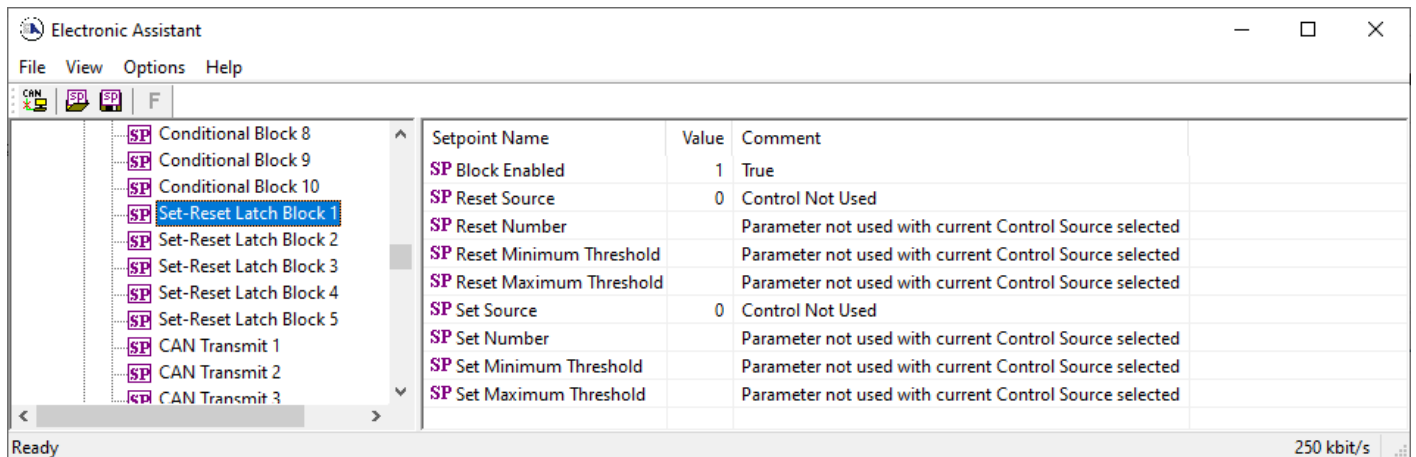 Electronic Assistant
File View Options Help
CAN SP SP F
SP Conditional Block 8
SP Conditional Block 9
SP Conditional Block 10
SP Set-Reset Latch Block 1
SP Set-Reset Latch Block 2
SP Set-Reset Latch Block 3
SP Set-Reset Latch Block 4
SP Set-Reset Latch Block 5
SP CAN Transmit 1
SP CAN Transmit 2
SP CAN Transmit 3
Setpoint Name Value Comment
SP Block Enabled 1 True
SP Reset Source 0 Control Not Used
SP Reset Number Parameter not used with current Control Source selected
SP Reset Minimum Threshold Parameter not used with current Control Source selected
SP Reset Maximum Threshold Parameter not used with current Control Source selected
SP Set Source 0 Control Not Used
SP Set Number Parameter not used with current Control Source selected
SP Set Minimum Threshold Parameter not used with current Control Source selected
SP Set Maximum Threshold Parameter not used with current Control Source selected
Ready 250 kbit/s